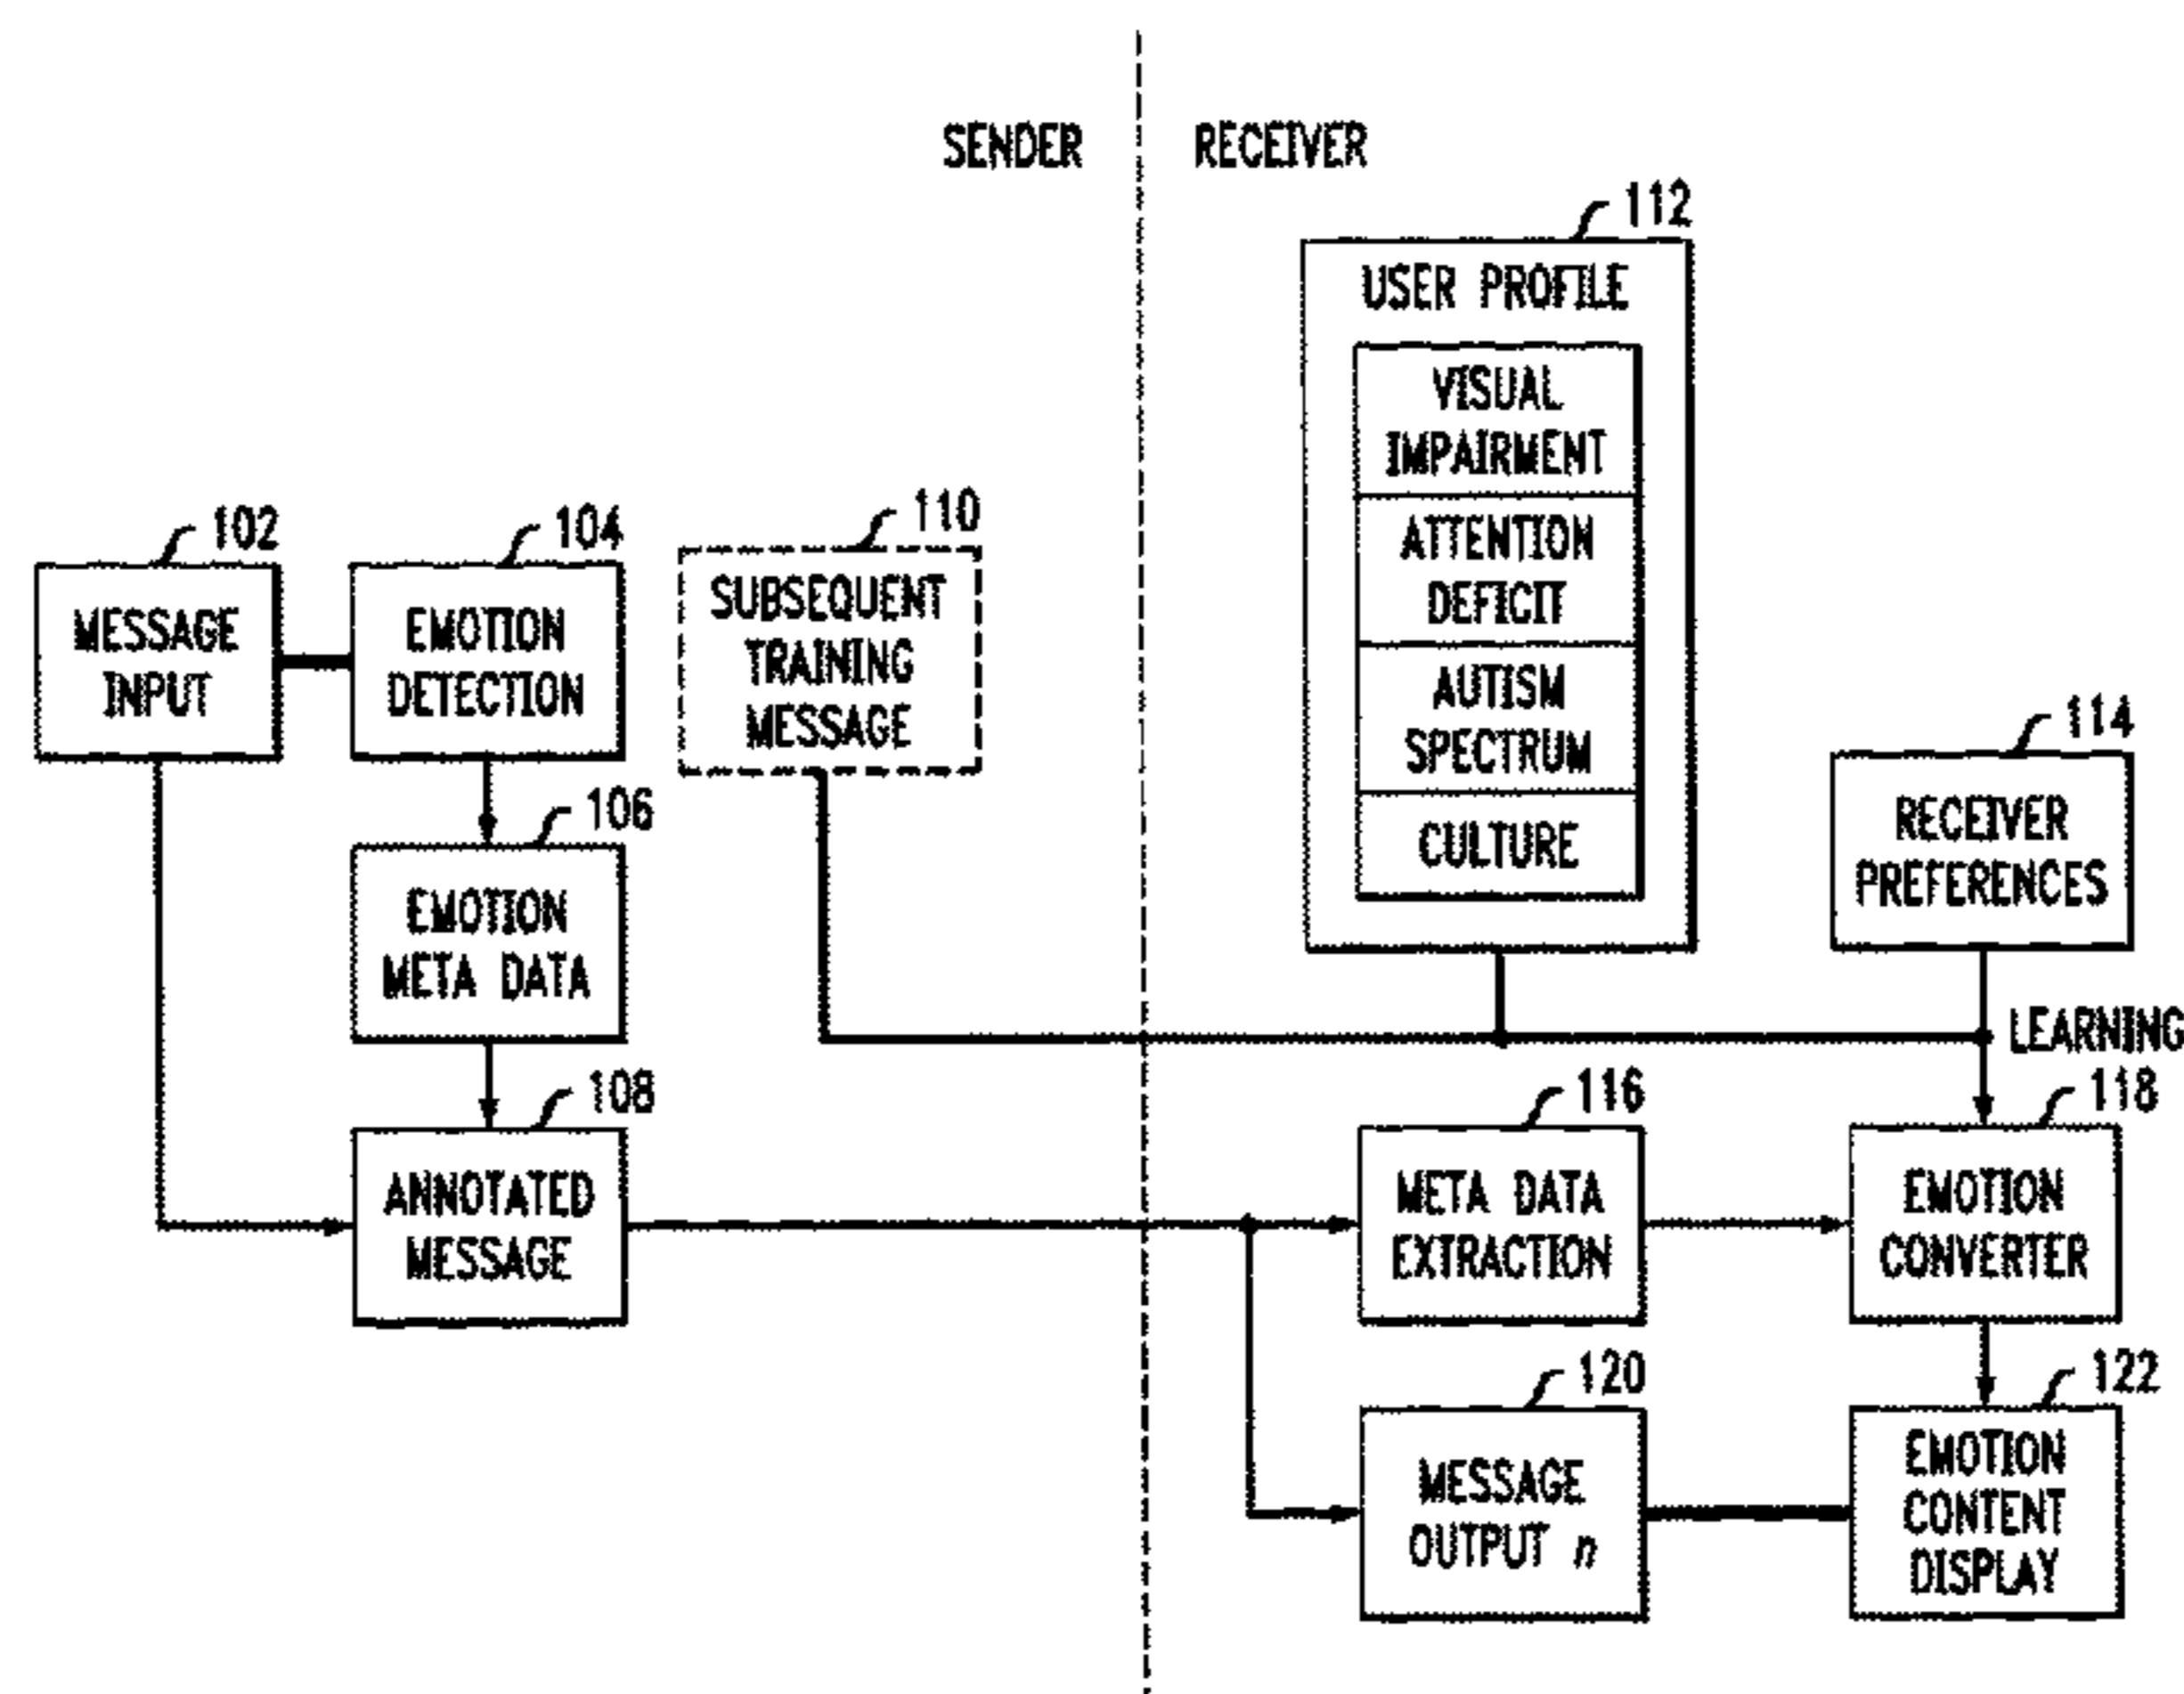 SENDER
RECEIVER
112
USER PROFILE
VISUAL
IMPAIRMENT
ATTENTION
DEFICIT
AUTISM
SPECTRUM
CULTURE
102
MESSAGE
INPUT
104
EMOTION
DETECTION
110
SUBSEQUENT
TRAINING
MESSAGE
106
EMOTION
META DATA
114
RECEIVER
PREFERENCES
LEARNING
108
ANNOTATED
MESSAGE
116
META DATA
EXTRACTION
118
EMOTION
CONVERTER
120
MESSAGE
OUTPUT n
122
EMOTION
CONTENT
DISPLAY